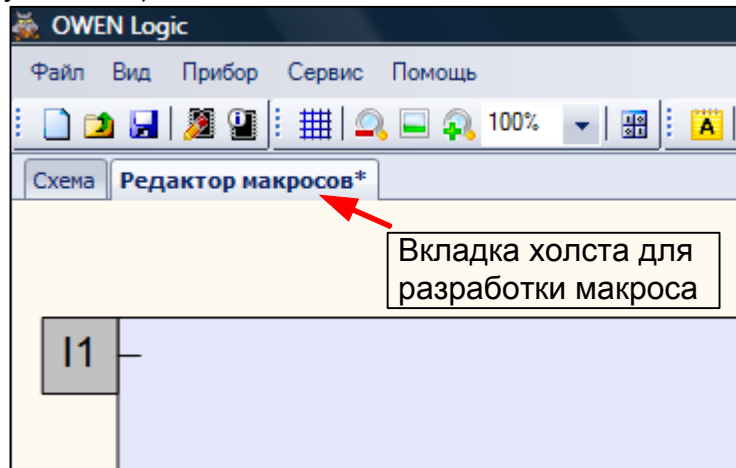 OWEN Logic
Файл Вид Прибор Сервис Помощь
100%
A
Схема Редактор макросов*
Вкладка холста для
разработки макроса
I1